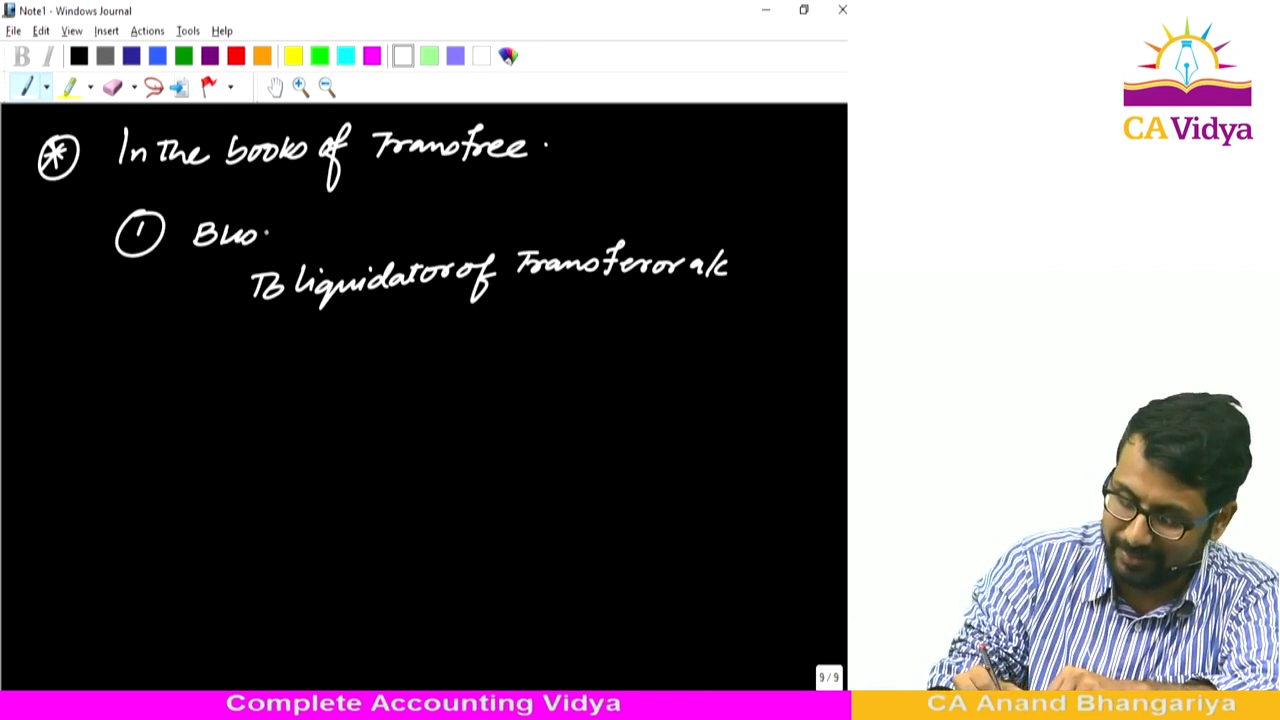 Note1 - Windows Journal
File Edit View Insert Actions Tools Help
B I
* In the books of Transfree.
1 BUO.
To liquidator of Transferor a/c
9 / 9
CA Vidya
Complete Accounting Vidya
CA Anand Bhangariya